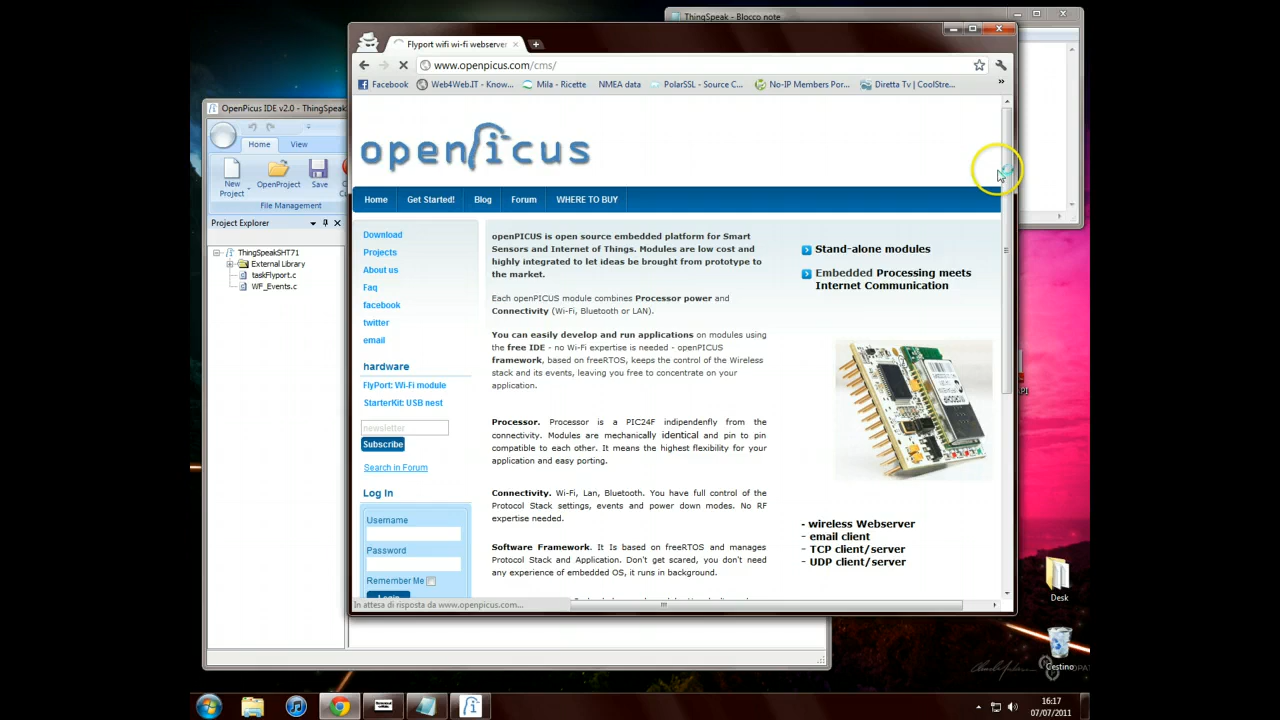 ThingSpeak - Blocco note
Flyport wifi wi-fi webserver
www.openpicus.com/cms/
Facebook
Web4Web.IT - Know...
Mila - Ricette
NMEA data
PolarSSL - Source C...
No-IP Members Por...
Diretta Tv | CoolStre...
»
OpenPicus IDE v2.0 - ThingSpeak
Home
View
New
Project
OpenProject
Save
File Management
Project Explorer
ThingSpeakSHT71
External Library
taskFlyport.c
WF_Events.c
openPicus
Home
Get Started!
Blog
Forum
WHERE TO BUY
Download
Projects
About us
Faq
facebook
twitter
email
hardware
FlyPort: Wi-Fi module
StarterKit: USB nest
newsletter
Subscribe
Search in Forum
Log In
Username
Password
Remember Me
Login
openPICUS is open source embedded platform for Smart
Sensors and Internet of Things. Modules are low cost and
highly integrated to let ideas be brought from prototype to
the market.
Each openPICUS module combines Processor power and
Connectivity (Wi-Fi, Bluetooth or LAN).
You can easily develop and run applications on modules using
the free IDE - no Wi-Fi expertise is needed - openPICUS
framework, based on freeRTOS, keeps the control of the Wireless
stack and its events, leaving you free to concentrate on your
application.
Processor. Processor is a PIC24F indipendenfly from the
connectivity. Modules are mechanically identical and pin to pin
compatible to each other. It means the highest flexibility for your
application and easy porting.
Connectivity. Wi-Fi, Lan, Bluetooth. You have full control of the
Protocol Stack settings, events and power down modes. No RF
expertise needed.
Software Framework. It Is based on freeRTOS and manages
Protocol Stack and Application. Don't get scared, you don't need
any experience of embedded OS, it runs in background.
Stand-alone modules
Embedded Processing meets
Internet Communication
- wireless Webserver
- email client
- TCP client/server
- UDP client/server
In attesa di risposta da www.openpicus.com...
Desk
Cestino
16:17
07/07/2011